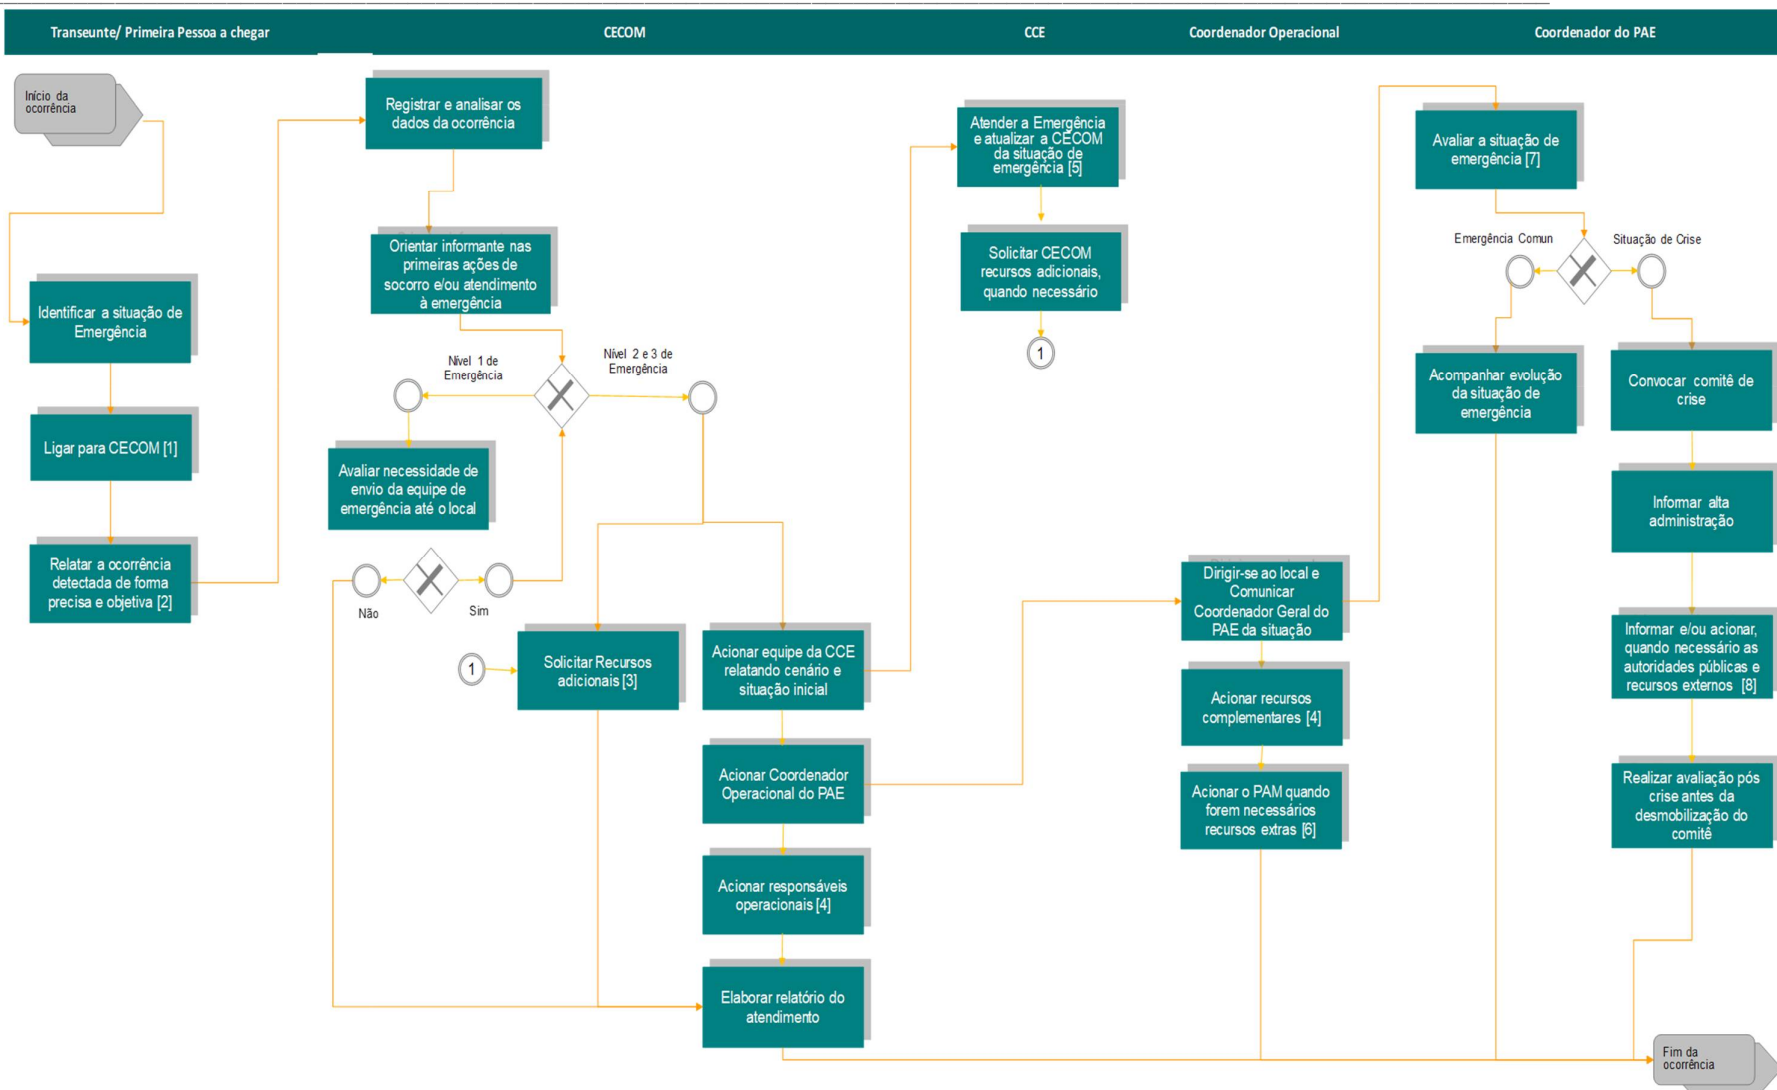 Transeunte/ Primeira Pessoa a chegar
CECOM
CCE
Coordenador Operacional
Coordenador do PAE
Início da
ocorrência
Identificar a situação de
Emergência
Ligar para CECOM [1]
Relatar a ocorrência
detectada de forma
precisa e objetiva [2]
Registrar e analisar os
dados da ocorrência
Orientar informante nas
primeiras ações de
socorro e/ou atendimento
à emergência
Nível 1 de
Emergência
Nível 2 e 3 de
Emergência
Avaliar necessidade de
envio da equipe de
emergência até o local
Não
Sim
1
Solicitar Recursos
adicionais [3]
Acionar equipe da CCE
relatando cenário e
situação inicial
Acionar Coordenador
Operacional do PAE
Acionar responsáveis
operacionais [4]
Elaborar relatório do
atendimento
Atender a Emergência
e atualizar a CECOM
da situação de
emergência [5]
Solicitar CECOM
recursos adicionais,
quando necessário
1
Dirigir-se ao local e
Comunicar
Coordenador Geral do
PAE da situação
Acionar recursos
complementares [4]
Acionar o PAM quando
forem necessários
recursos extras [6]
Avaliar a situação de
emergência [7]
Emergência Comun
Situação de Crise
Acompanhar evolução
da situação de
emergência
Convocar comitê de
crise
Informar alta
administração
Informar e/ou acionar,
quando necessário as
autoridades públicas e
recursos externos [8]
Realizar avaliação pós
crise antes da
desmobilização do
comitê
Fim da
ocorrência